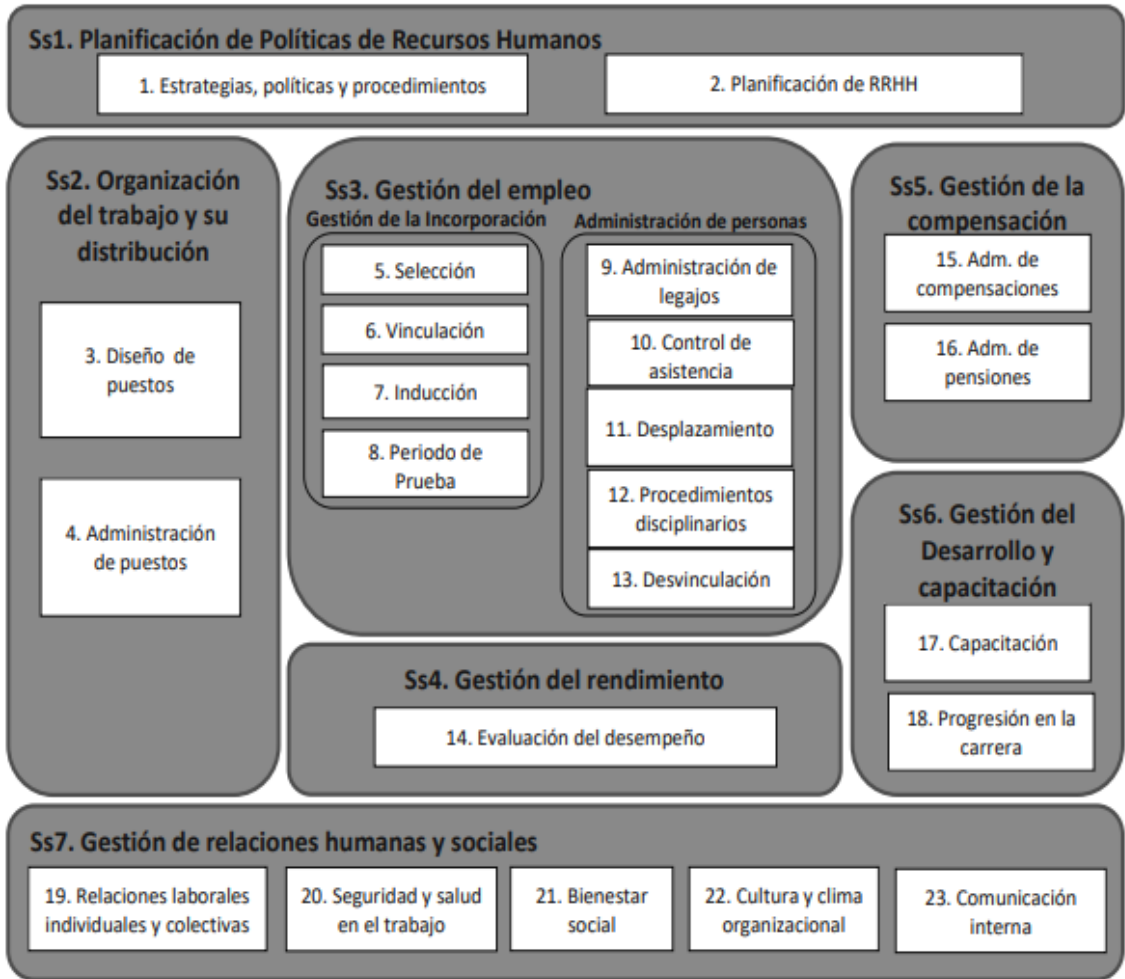 Ss1. Planificación de Políticas de Recursos Humanos
1. Estrategias, políticas y procedimientos
2. Planificación de RRHH
Ss2. Organización
del trabajo y su
distribución
3. Diseño de
puestos
4. Administración
de puestos
Ss3. Gestión del empleo
Gestión de la Incorporación
5. Selección
6. Vinculación
7. Inducción
8. Periodo de
Prueba
Administración de personas
9. Administración de
legajos
10. Control de
asistencia
11. Desplazamiento
12. Procedimientos
disciplinarios
13. Desvinculación
Ss4. Gestión del rendimiento
14. Evaluación del desempeño
Ss5. Gestión de la
compensación
15. Adm. de
compensaciones
16. Adm. de
pensiones
Ss6. Gestión del
Desarrollo y
capacitación
17. Capacitación
18. Progresión en la
carrera
Ss7. Gestión de relaciones humanas y sociales
19. Relaciones laborales
individuales y colectivas
20. Seguridad y salud
en el trabajo
21. Bienestar
social
22. Cultura y clima
organizacional
23. Comunicación
interna